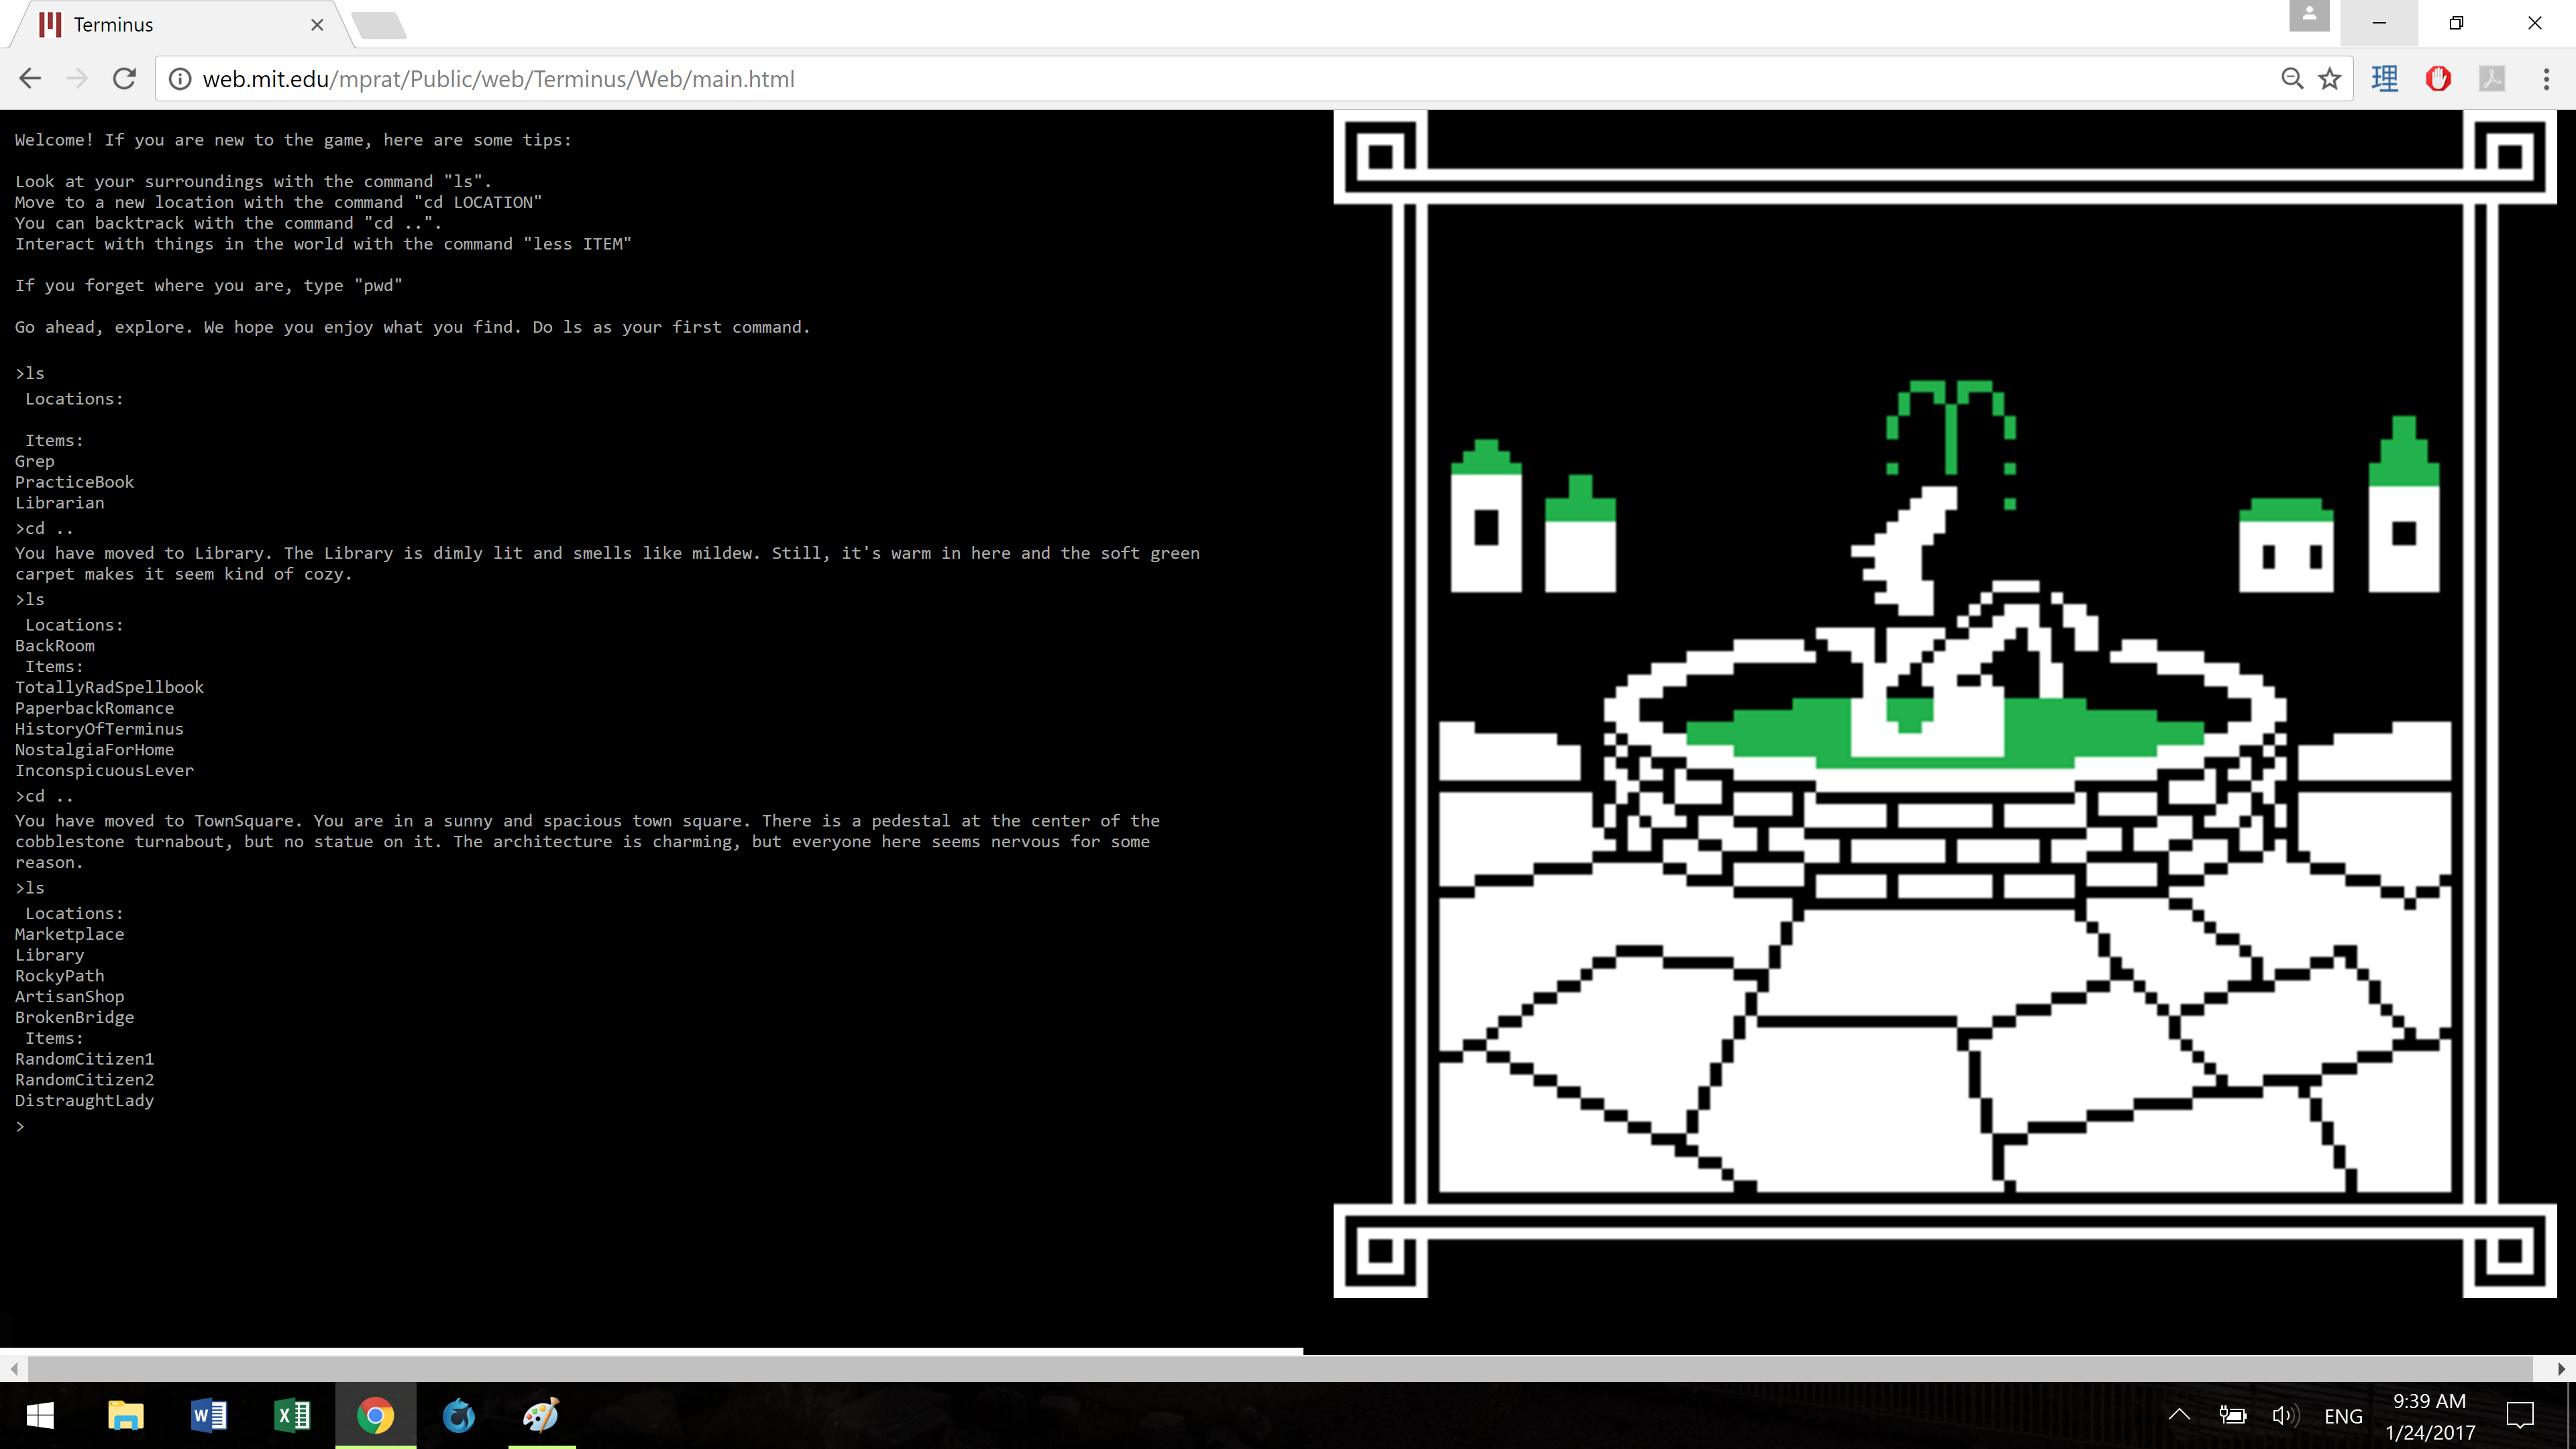 Terminus
web.mit.edu/mprat/Public/web/Terminus/Web/main.html
理
Welcome! If you are new to the game, here are some tips:
Look at your surroundings with the command "ls".
Move to a new location with the command "cd LOCATION"
You can backtrack with the command "cd ..".
Interact with things in the world with the command "less ITEM"
If you forget where you are, type "pwd"
Go ahead, explore. We hope you enjoy what you find. Do ls as your first command.
>ls
Locations:
Items:
Grep
PracticeBook
Librarian
>cd ..
You have moved to Library. The Library is dimly lit and smells like mildew. Still, it's warm in here and the soft green
carpet makes it seem kind of cozy.
>ls
Locations:
BackRoom
Items:
TotallyRadSpellbook
PaperbackRomance
HistoryOfTerminus
NostalgiaForHome
InconspicuousLever
>cd ..
You have moved to TownSquare. You are in a sunny and spacious town square. There is a pedestal at the center of the
cobblestone turnabout, but no statue on it. The architecture is charming, but everyone here seems nervous for some
reason.
>ls
Locations:
Marketplace
Library
RockyPath
ArtisanShop
BrokenBridge
Items:
RandomCitizen1
RandomCitizen2
DistraughtLady
>
ENG
9:39 AM
1/24/2017